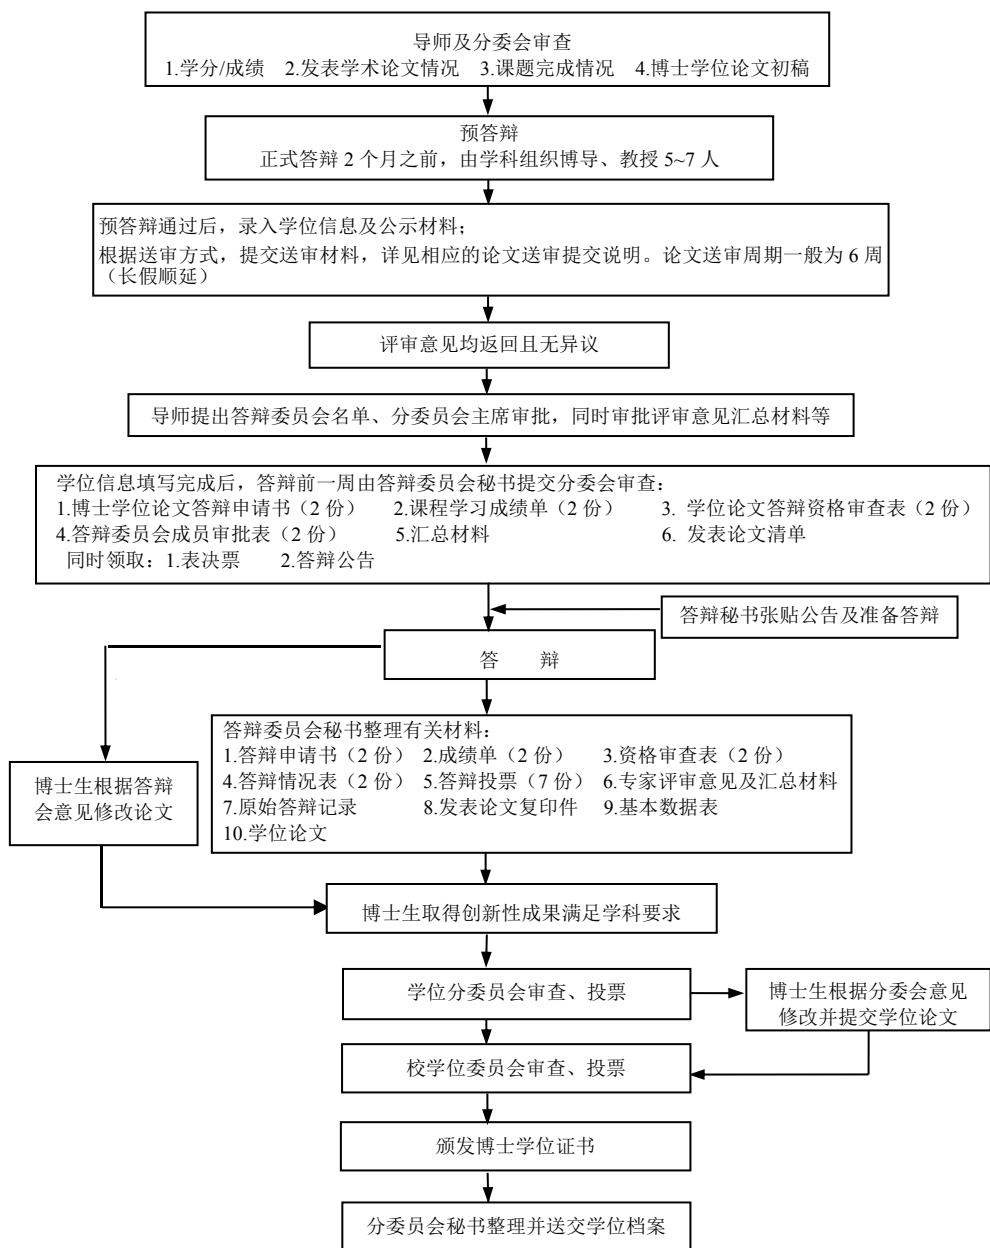 导师及分委会审查
1.学分/成绩 2.发表学术论文情况 3.课题完成情况 4.博士学位论文初稿
预答辩
正式答辩 2 个月之前，由学科组织博导、教授 5~7 人
预答辩通过后，录入学位信息及公示材料；
根据送审方式，提交送审材料，详见相应的论文送审提交说明。论文送审周期一般为 6 周
（长假顺延）
评审意见均返回且无异议
导师提出答辩委员会名单、分委员会主席审批，同时审批评审意见汇总材料等
学位信息填写完成后，答辩前一周由答辩委员会秘书提交分委会审查：
1.博士学位论文答辩申请书（2 份） 2.课程学习成绩单（2 份） 3. 学位论文答辩资格审查表（2 份）
4.答辩委员会成员审批表（2 份） 5.汇总材料 6. 发表论文清单
同时领取：1.表决票 2.答辩公告
答辩秘书张贴公告及准备答辩
答 辩
答辩委员会秘书整理有关材料：
1.答辩申请书（2 份） 2.成绩单（2 份） 3.资格审查表（2 份）
4.答辩情况表（2 份） 5.答辩投票（7 份） 6.专家评审意见及汇总材料
7.原始答辩记录 8.发表论文复印件 9.基本数据表
10.学位论文
博士生根据答辩
会意见修改论文
博士生取得创新性成果满足学科要求
学位分委员会审查、投票
博士生根据分委会意见
修改并提交学位论文
校学位委员会审查、投票
颁发博士学位证书
分委员会秘书整理并送交学位档案